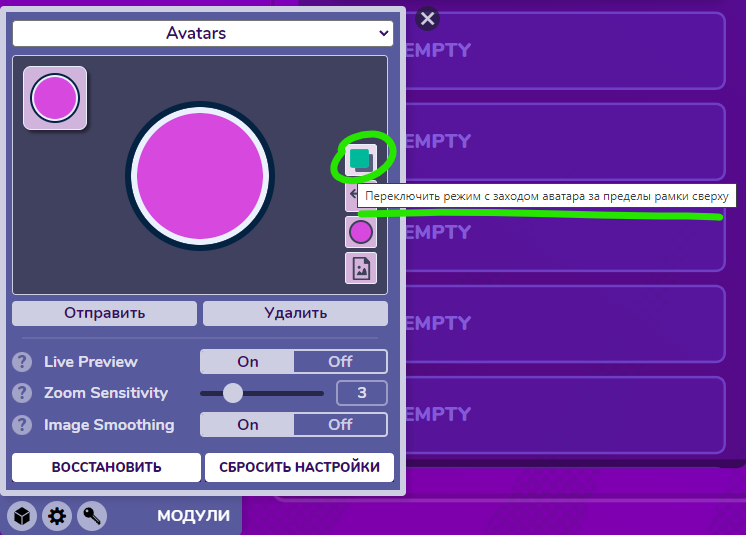 Avatars
EMPTY
EMPTY
Переключить режим с заходом аватара за пределы рамки сверху
EMPTY
Отправить
Удалить
EMPTY
? Live Preview On Off
? Zoom Sensitivity 3
? Image Smoothing On Off
EMPTY
ВОССТАНОВИТЬ
СБРОСИТЬ НАСТРОЙКИ
МОДУЛИ